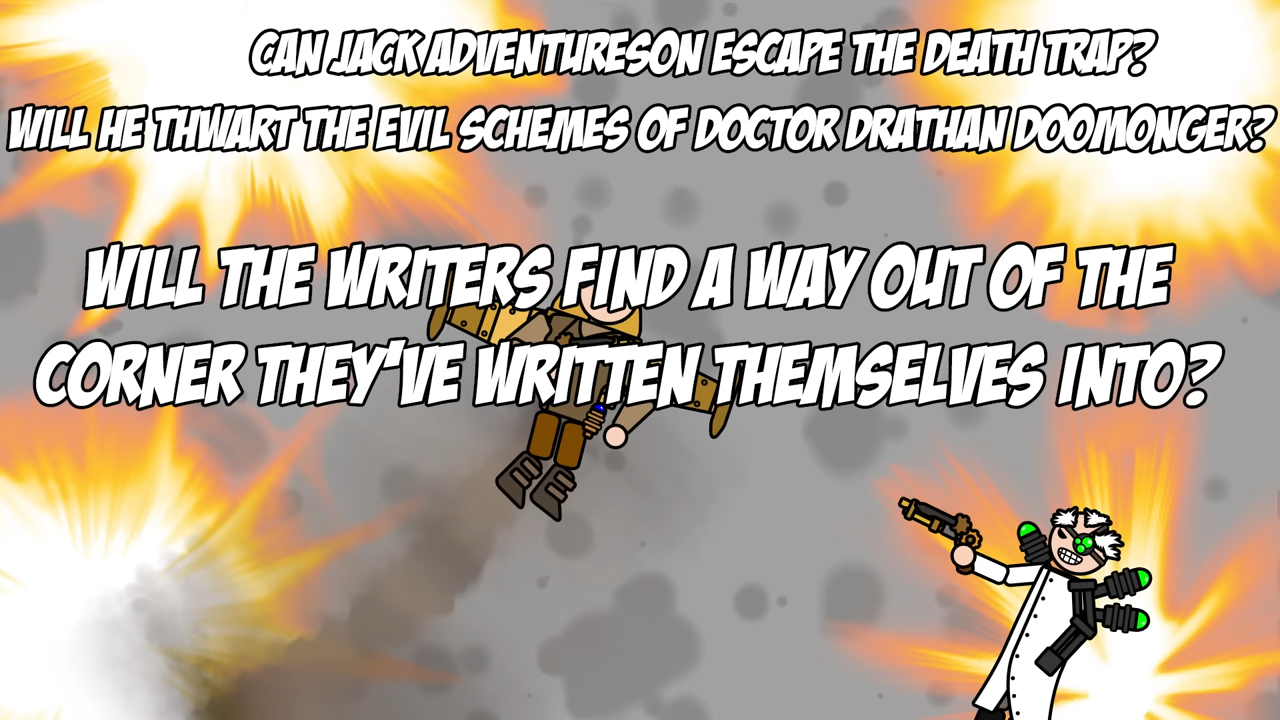 CAN JACK ADVENTURESON ESCAPE THE DEATH TRAP?
WILL HE THWART THE EVIL SCHEMES OF DOCTOR DRATHAN DOOMONGER?
WILL THE WRITERS FIND A WAY OUT OF THE
CORNER THEY'VE WRITTEN THEMSELVES INTO?